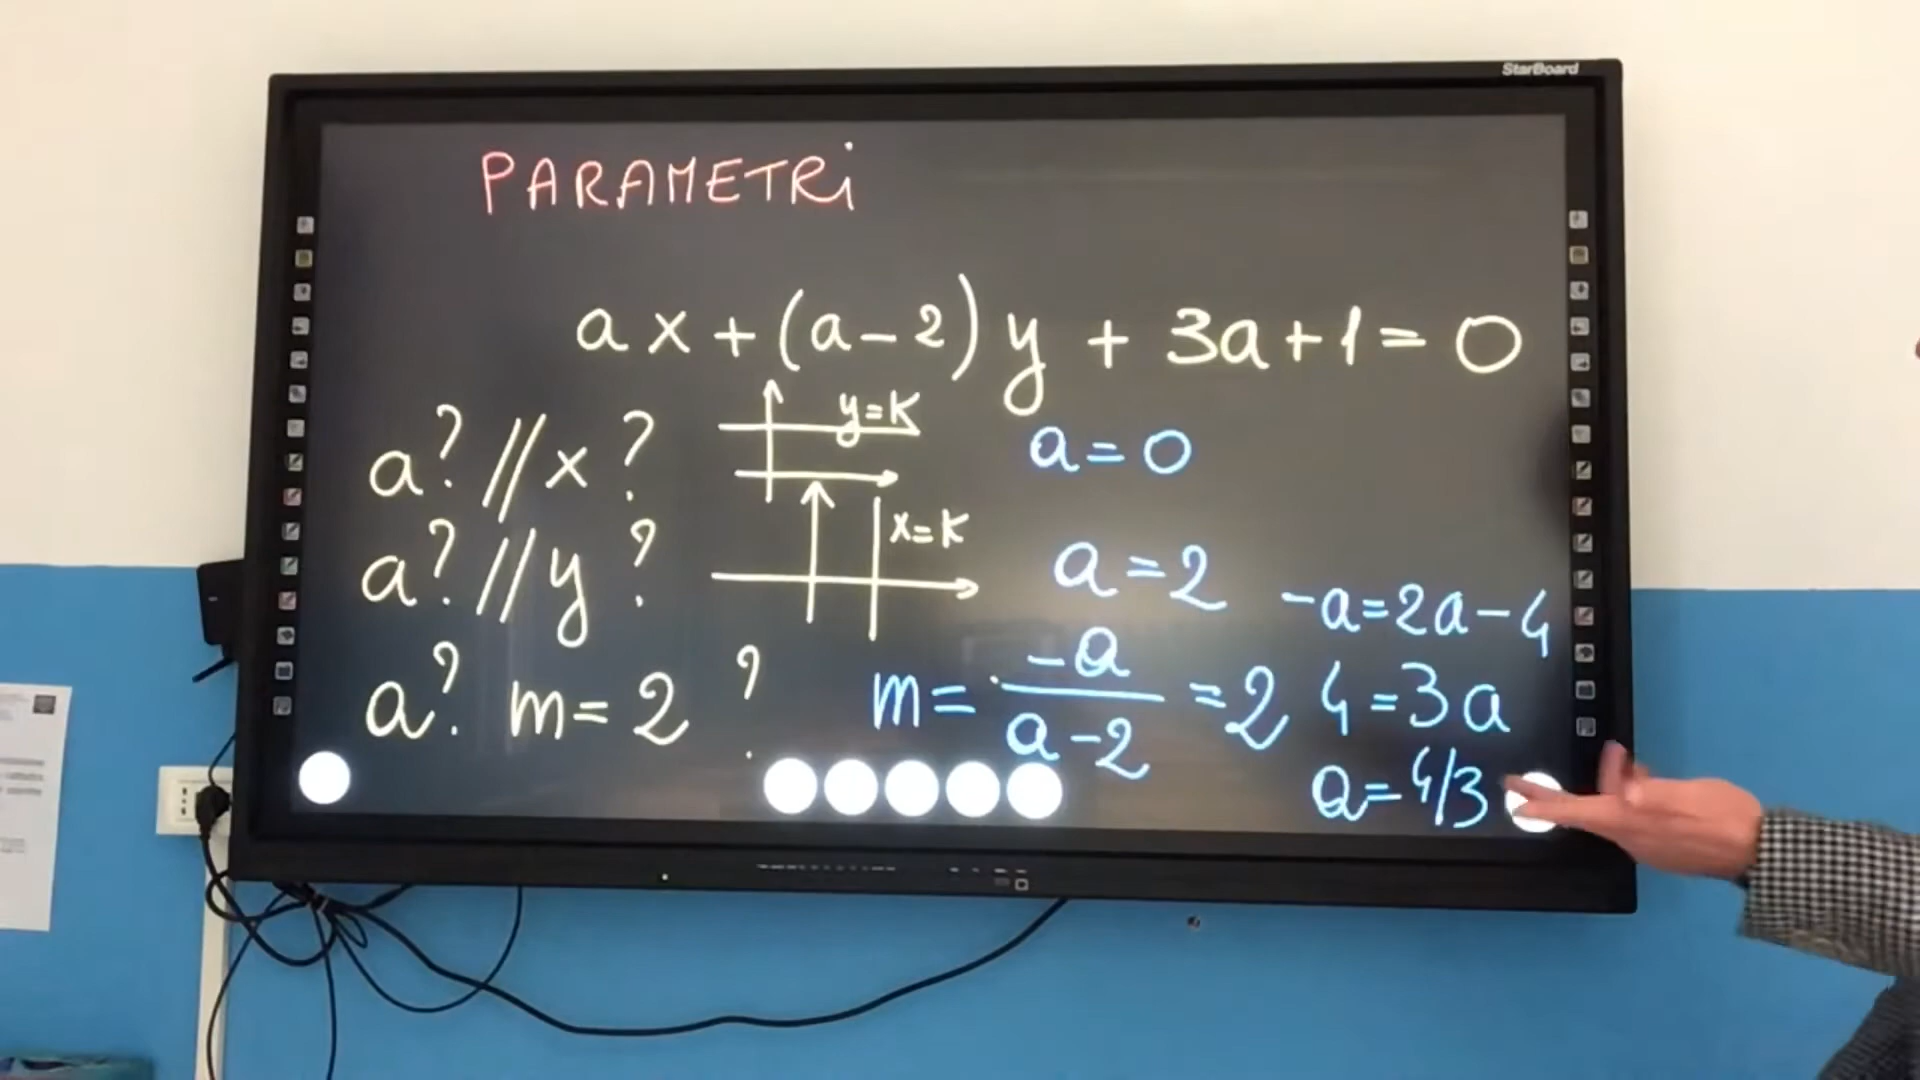 StarBoard
PARAMETRi
ax+(a-2)y+3a+1=0
a? //x? y=K a=0
a? //y? x=K a=2
-a=2a-4
a? m=2? m=-a/a-2=2 4=3a
a=4/3